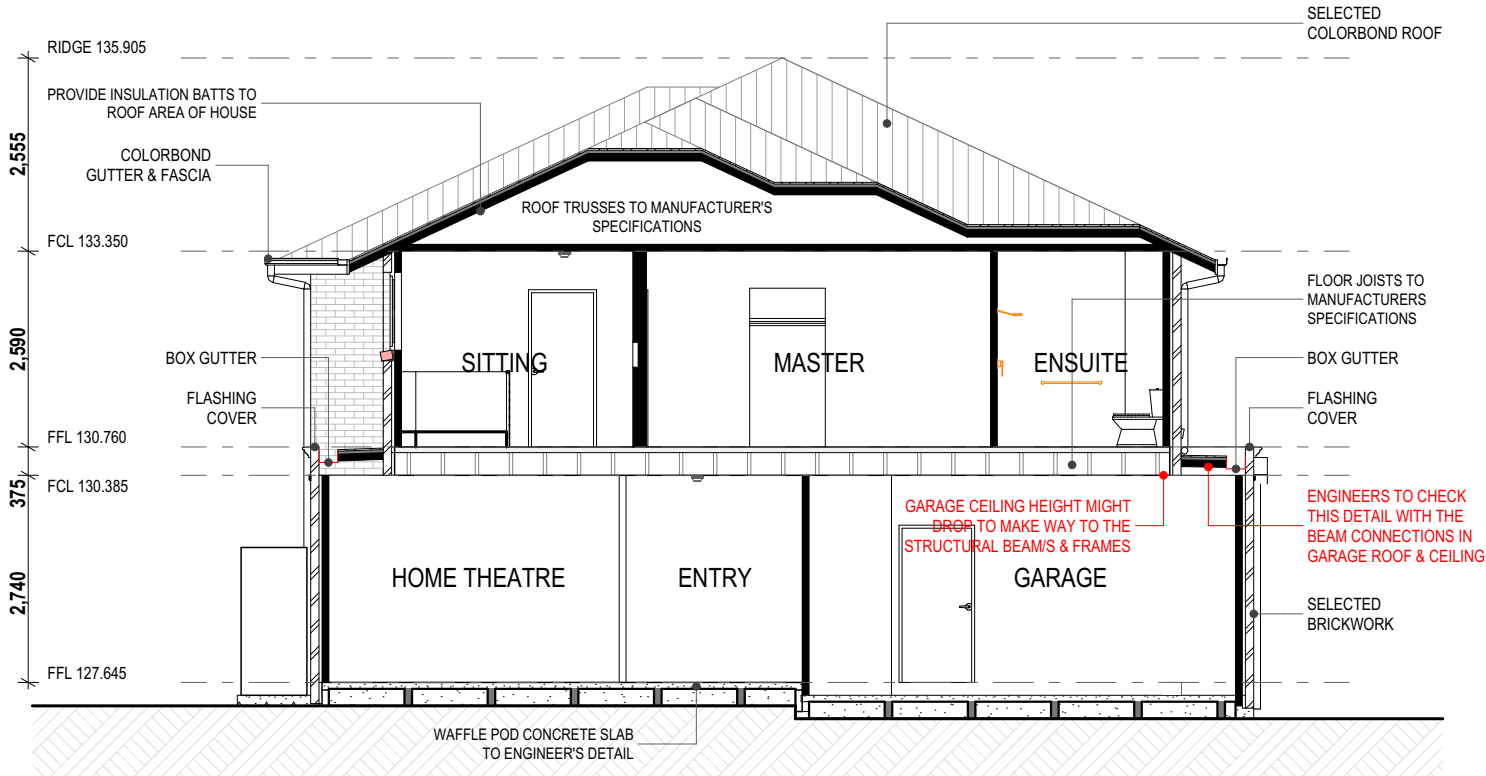 SELECTED
COLORBOND ROOF
RIDGE 135.905
PROVIDE INSULATION BATTS TO
ROOF AREA OF HOUSE
2,555
COLORBOND
GUTTER & FASCIA
ROOF TRUSSES TO MANUFACTURER'S
SPECIFICATIONS
FCL 133.350
FLOOR JOISTS TO
MANUFACTURERS
SPECIFICATIONS
2,590
BOX GUTTER
SITTING
MASTER
ENSUITE
BOX GUTTER
FLASHING
COVER
FLASHING
COVER
FFL 130.760
375
FCL 130.385
GARAGE CEILING HEIGHT MIGHT
DROP TO MAKE WAY TO THE
STRUCTURAL BEAM/S & FRAMES
ENGINEERS TO CHECK
THIS DETAIL WITH THE
BEAM CONNECTIONS IN
GARAGE ROOF & CEILING
2,740
HOME THEATRE
ENTRY
GARAGE
SELECTED
BRICKWORK
FFL 127.645
WAFFLE POD CONCRETE SLAB
TO ENGINEER'S DETAIL